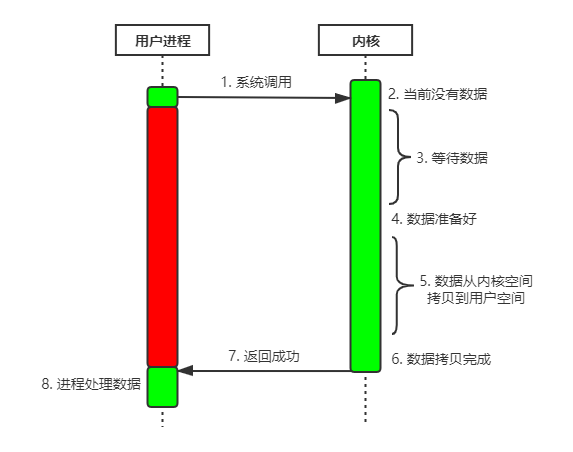 用户进程
内核
1. 系统调用
2. 当前没有数据
3. 等待数据
4. 数据准备好
5. 数据从内核空间
拷贝到用户空间
6. 数据拷贝完成
7. 返回成功
8. 进程处理数据